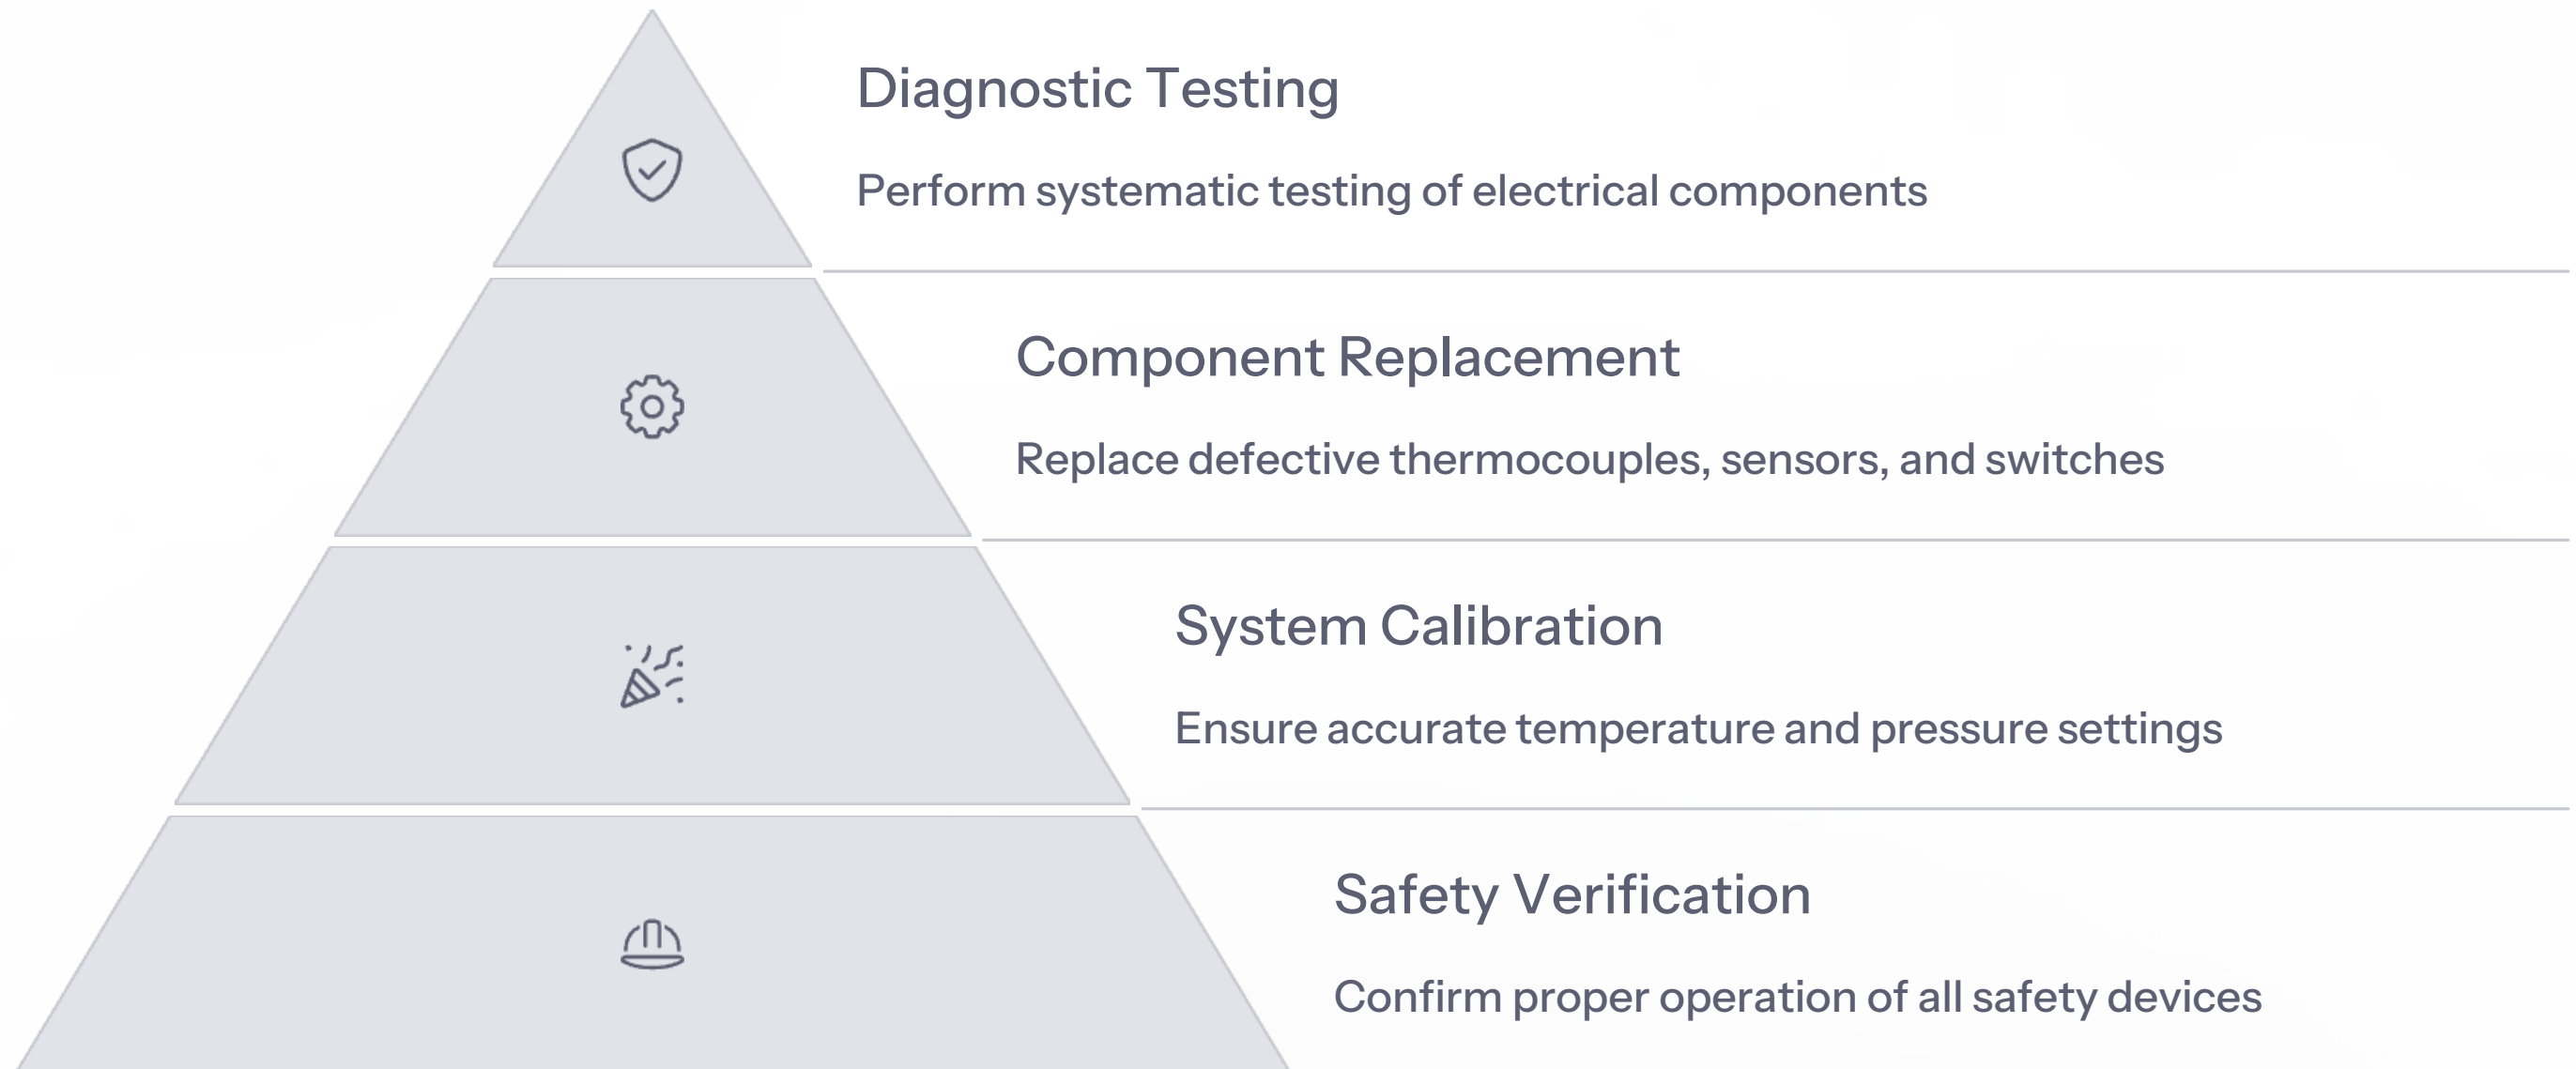 Diagnostic Testing
Perform systematic testing of electrical components
Component Replacement
Replace defective thermocouples, sensors, and switches
System Calibration
Ensure accurate temperature and pressure settings
Safety Verification
Confirm proper operation of all safety devices